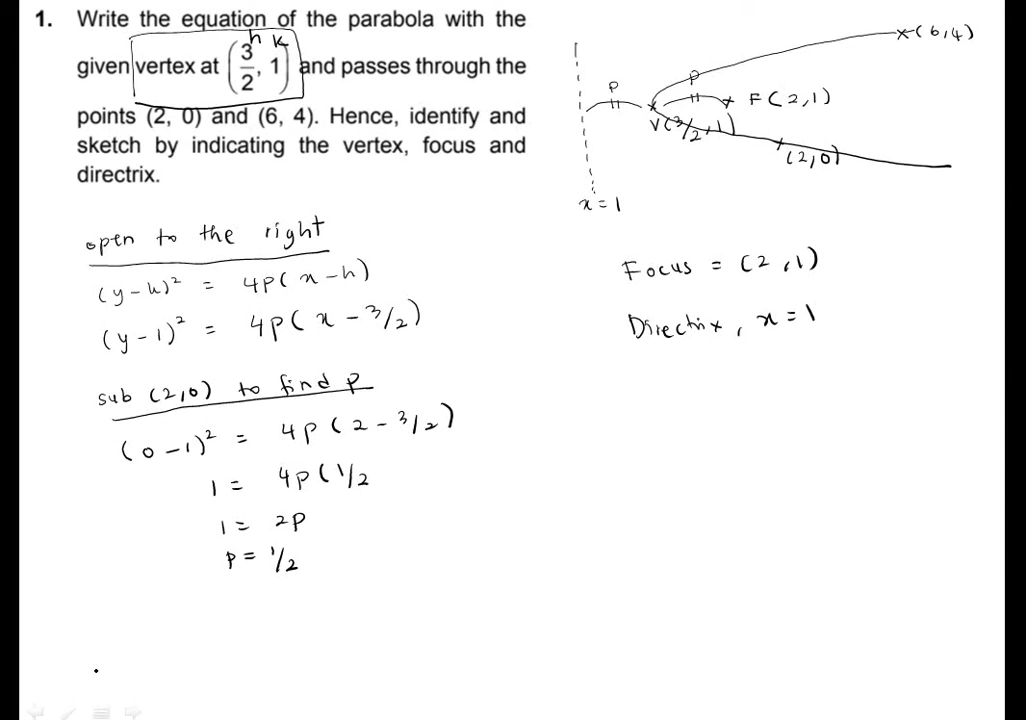 1. Write the equation of the parabola with the
h k
given vertex at (3/2, 1) and passes through the
points (2, 0) and (6, 4). Hence, identify and
sketch by indicating the vertex, focus and
directrix.
open to the right
(y-k)² = 4P(x-h)
(y-1)² = 4P(x-3/2)
sub (2,0) to find P
(0-1)² = 4P(2-3/2)
1 = 4P(1/2
1 = 2P
P = 1/2
x(6,4)
P
P
F(2,1)
V(3/2,1)
(2,0)
x=1
Focus = (2,1)
Directrix, x=1